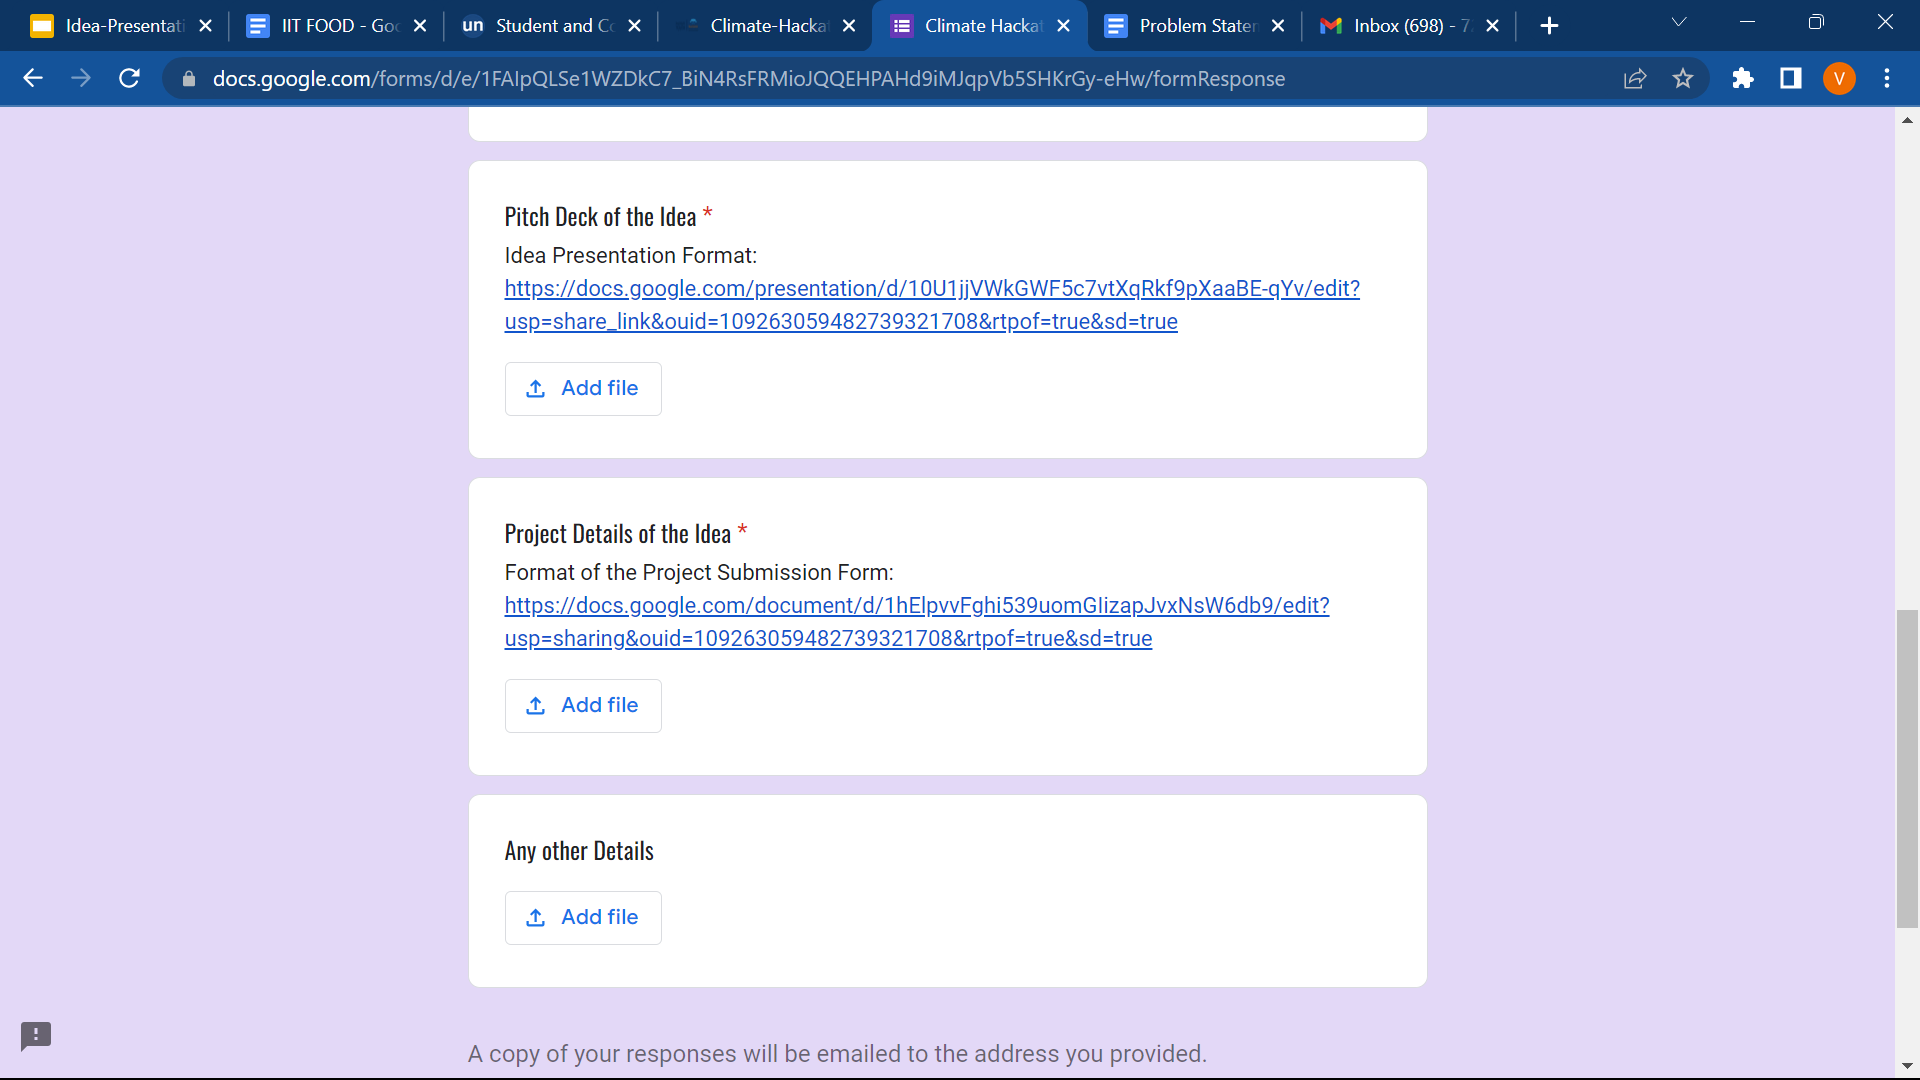 Idea-Presentati
IIT FOOD - Goo
un Student and Co
Climate-Hackat
Climate Hackat
Problem Statem
Inbox (698) - 7
docs.google.com/forms/d/e/1FAIpQLSe1WZDkC7_BiN4RsFRMioJQQEHPAHd9iMJqpVb5SHKrGy-eHw/formResponse
V
Pitch Deck of the Idea *
Idea Presentation Format:
https://docs.google.com/presentation/d/10U1jjVWkGWF5c7vtXqRkf9pXaaBE-qYv/edit?
usp=share_link&ouid=109263059482739321708&rtpof=true&sd=true
Add file
Project Details of the Idea *
Format of the Project Submission Form:
https://docs.google.com/document/d/1hElpvvFghi539uomGIizapJvxNsW6db9/edit?
usp=sharing&ouid=109263059482739321708&rtpof=true&sd=true
Add file
Any other Details
Add file
A copy of your responses will be emailed to the address you provided.